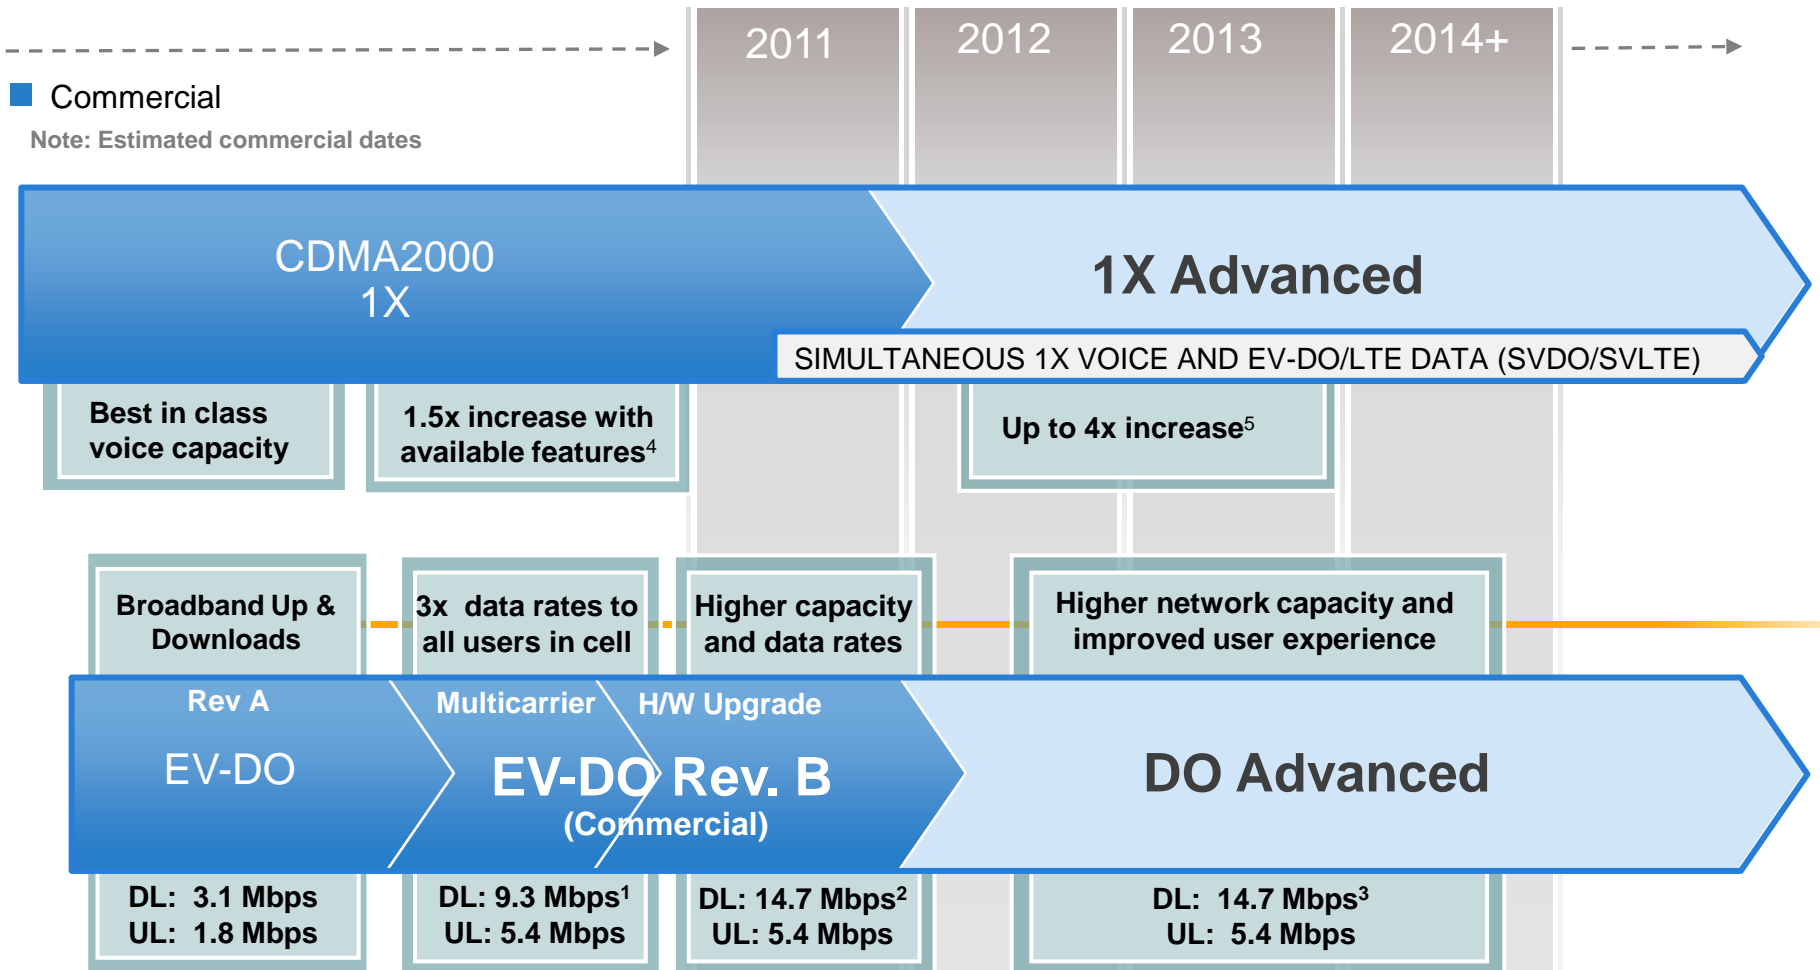 2011
2012
2013
2014+
Commercial
Note: Estimated commercial dates
CDMA2000
1X
1X Advanced
SIMULTANEOUS 1X VOICE AND EV-DO/LTE DATA (SVDO/SVLTE)
Best in class
voice capacity
1.5x increase with
available features4
Up to 4x increase5
Broadband Up &
Downloads
3x data rates to
all users in cell
Higher capacity
and data rates
Higher network capacity and
improved user experience
Rev A
EV-DO
Multicarrier
H/W Upgrade
EV-DO Rev. B
(Commercial)
DO Advanced
DL: 3.1 Mbps
UL: 1.8 Mbps
DL: 9.3 Mbps1
UL: 5.4 Mbps
DL: 14.7 Mbps2
UL: 5.4 Mbps
DL: 14.7 Mbps3
UL: 5.4 Mbps